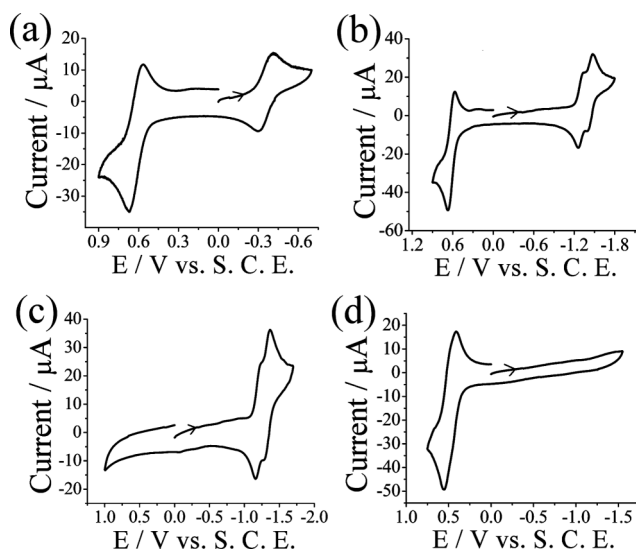 (a)
20
10
0
-10
-20
-30
Current / μA
0.9 0.6 0.3 0.0 -0.3 -0.6
E / V vs. S. C. E.
(b)
40
20
0
-20
-40
-60
Current / μA
1.2 0.6 0.0 -0.6 -1.2 -1.8
E / V vs. S. C. E.
(c)
40
30
20
10
0
-10
-20
Current / μA
1.0 0.5 0.0 -0.5 -1.0 -1.5 -2.0
E / V vs. S. C. E.
(d)
20
10
0
-10
-20
-30
-40
-50
Current / μA
1.0 0.5 0.0 -0.5 -1.0 -1.5
E / V vs. S. C. E.